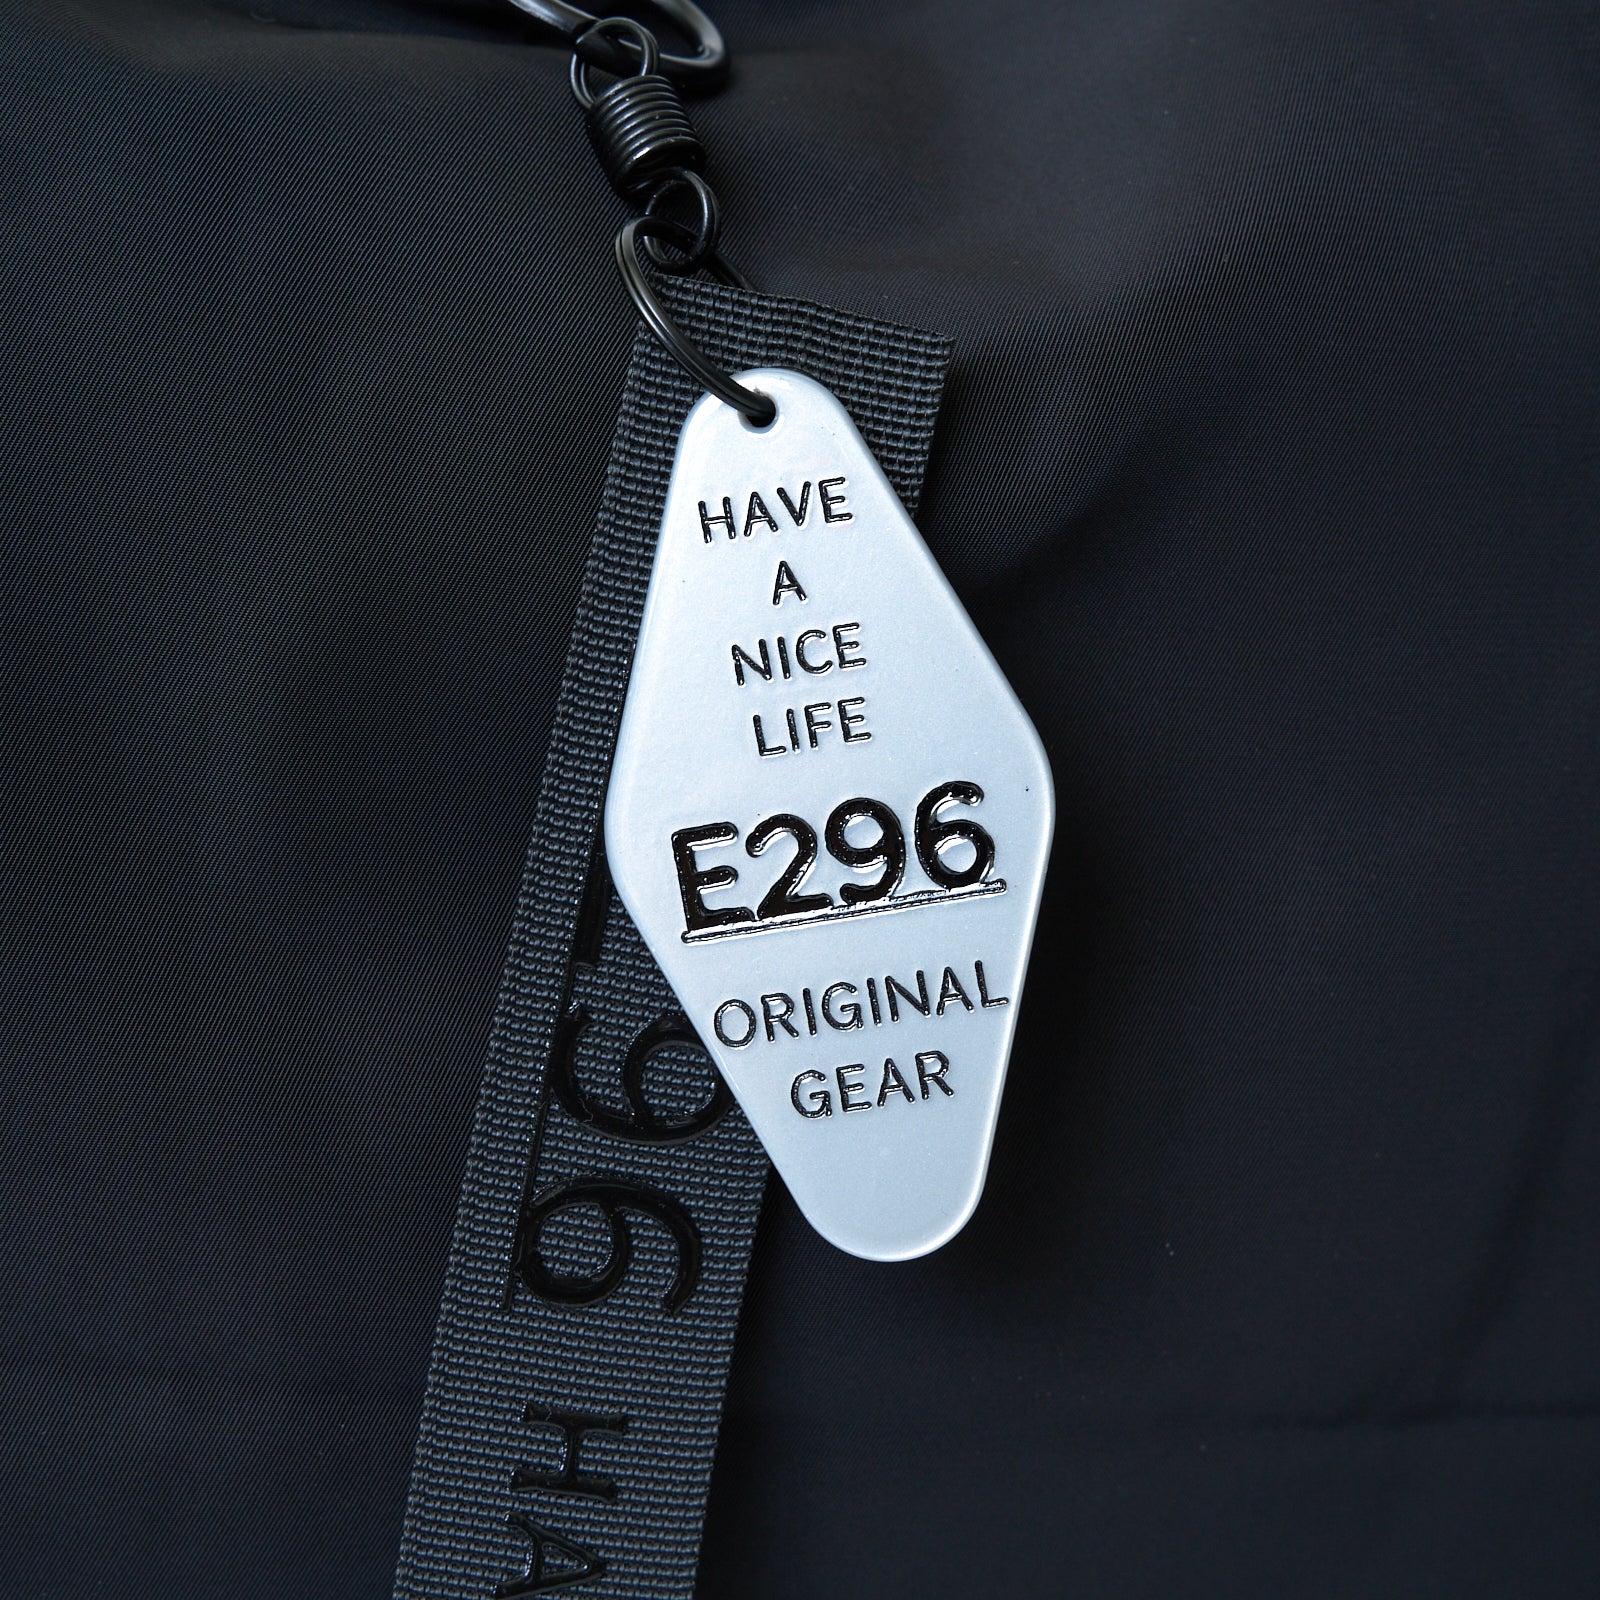 HAVE
A
NICE
LIFE
E296
ORIGINAL
GEAR